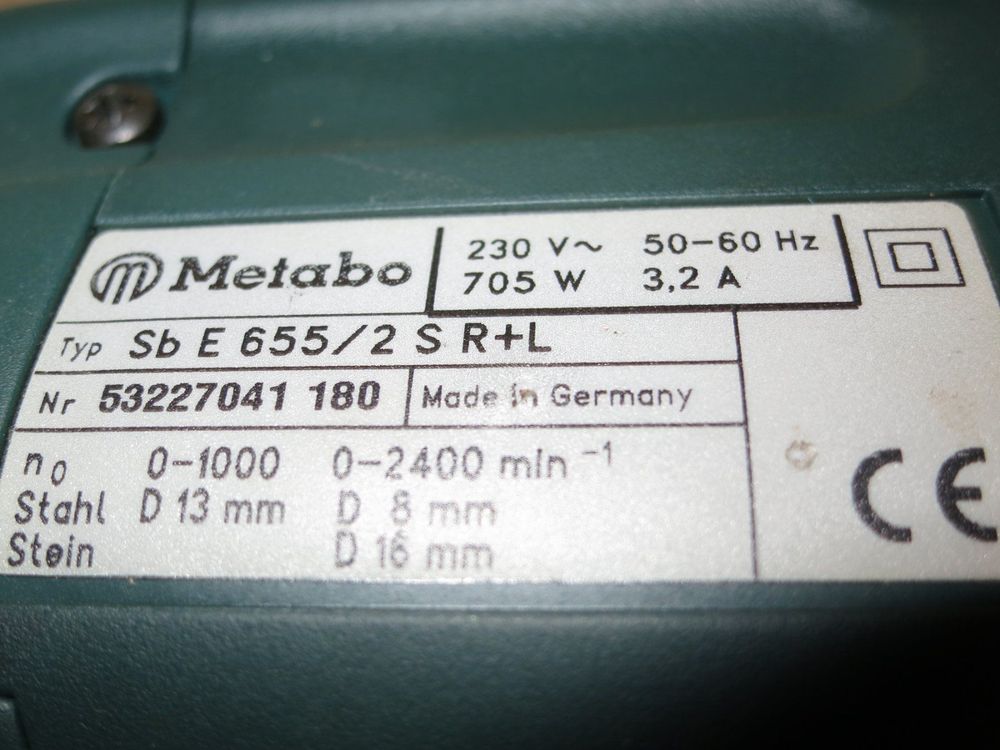 Metabo
230 V~ 50-60 Hz
705 W 3,2 A
Typ Sb E 655/2 S R+L
Nr 53227041 180 Made in Germany
n₀ 0-1000 0-2400 min⁻¹
Stahl D 13 mm D 8 mm
Stein D 16 mm
CE